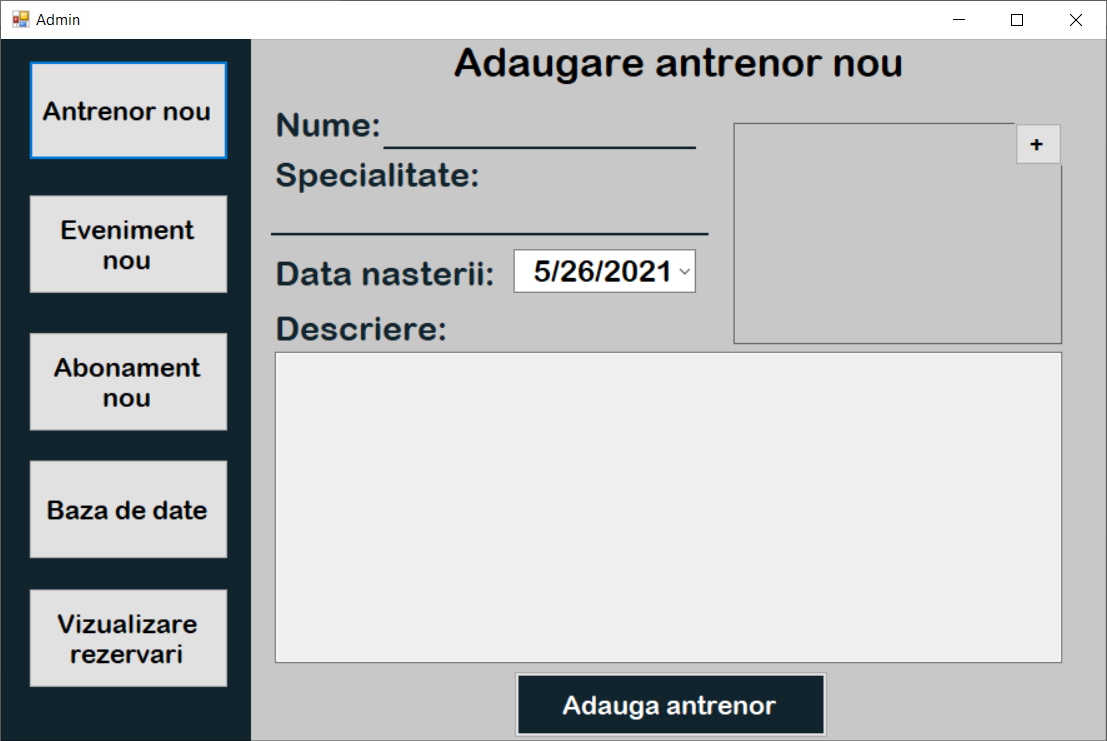 Admin
Antrenor nou
Eveniment
nou
Abonament
nou
Baza de date
Vizualizare
rezervari
Adaugare antrenor nou
Nume:
+
Specialitate:
Data nasterii: 5/26/2021
Descriere:
Adauga antrenor